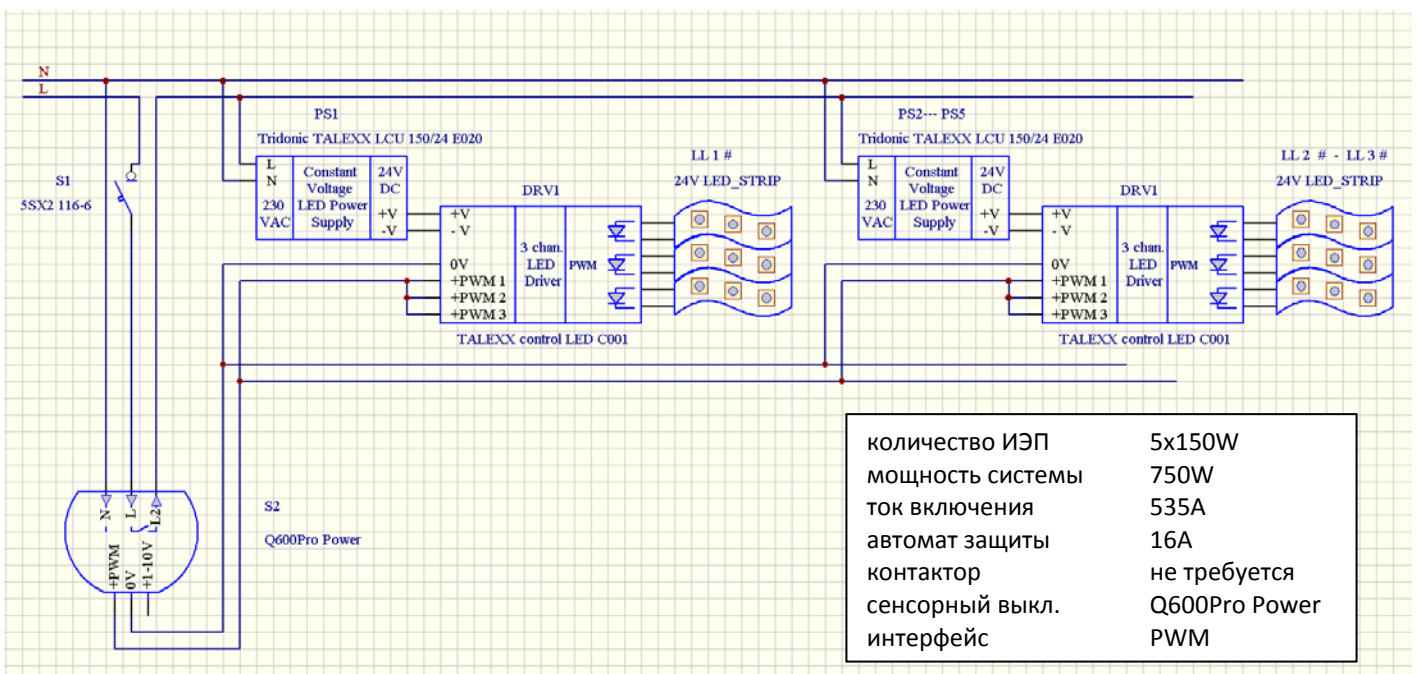 N
L
PS1
Tridonic TALEXX LCU 150/24 E020
L
N
230
VAC
Constant
Voltage
LED Power
Supply
24V
DC
+V
-V
S1
5SX2 116-6
DRV1
+V
- V
0V
+PWM 1
+PWM 2
+PWM 3
3 chan.
LED
Driver
PWM
TALEXX control LED C001
LL 1 #
24V LED_STRIP
PS2--- PS5
Tridonic TALEXX LCU 150/24 E020
L
N
230
VAC
Constant
Voltage
LED Power
Supply
24V
DC
+V
-V
DRV1
+V
- V
0V
+PWM 1
+PWM 2
+PWM 3
3 chan.
LED
Driver
PWM
TALEXX control LED C001
LL 2 # - LL 3 #
24V LED_STRIP
N
L
L2
+PWM
0V
+1-10V
S2
Q600Pro Power
количество ИЭП 5x150W
мощность системы 750W
ток включения 535A
автомат защиты 16A
контактор не требуется
сенсорный выкл. Q600Pro Power
интерфейс PWM